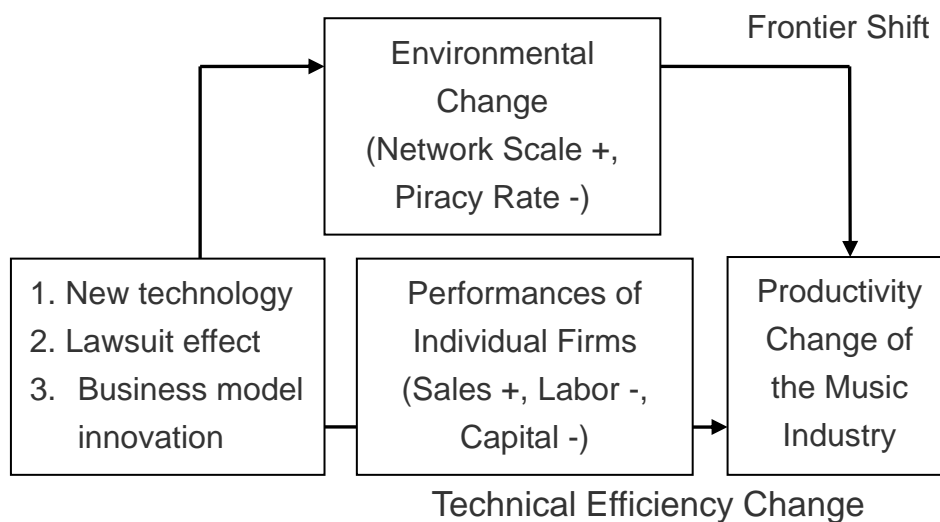 Frontier Shift
Environmental
Change
(Network Scale +,
Piracy Rate -)
1. New technology
2. Lawsuit effect
3. Business model
innovation
Performances of
Individual Firms
(Sales +, Labor -,
Capital -)
Productivity
Change of
the Music
Industry
Technical Efficiency Change